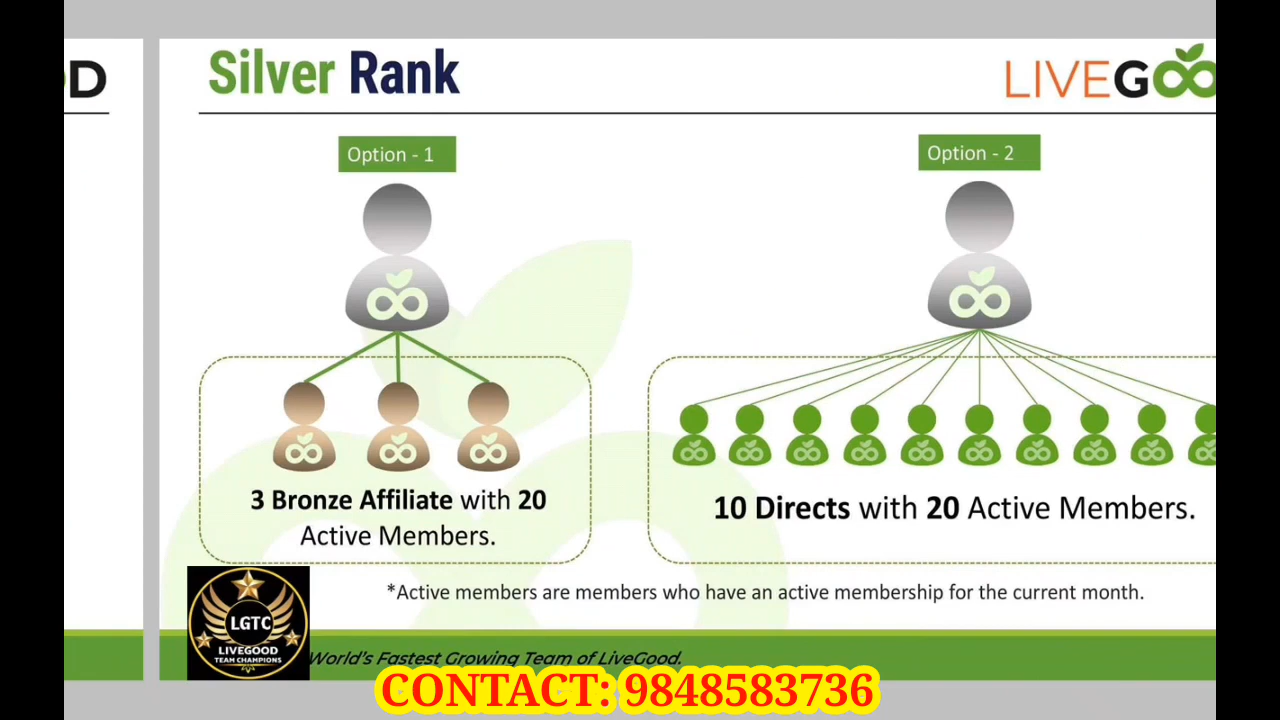 D
Silver Rank
LIVEGOO
Option - 1
Option - 2
3 Bronze Affiliate with 20
Active Members.
10 Directs with 20 Active Members.
*Active members are members who have an active membership for the current month.
LGTC
LIVEGOOD
TEAM CHAMPIONS
World's Fastest Growing Team of LiveGood.
CONTACT: 9848583736